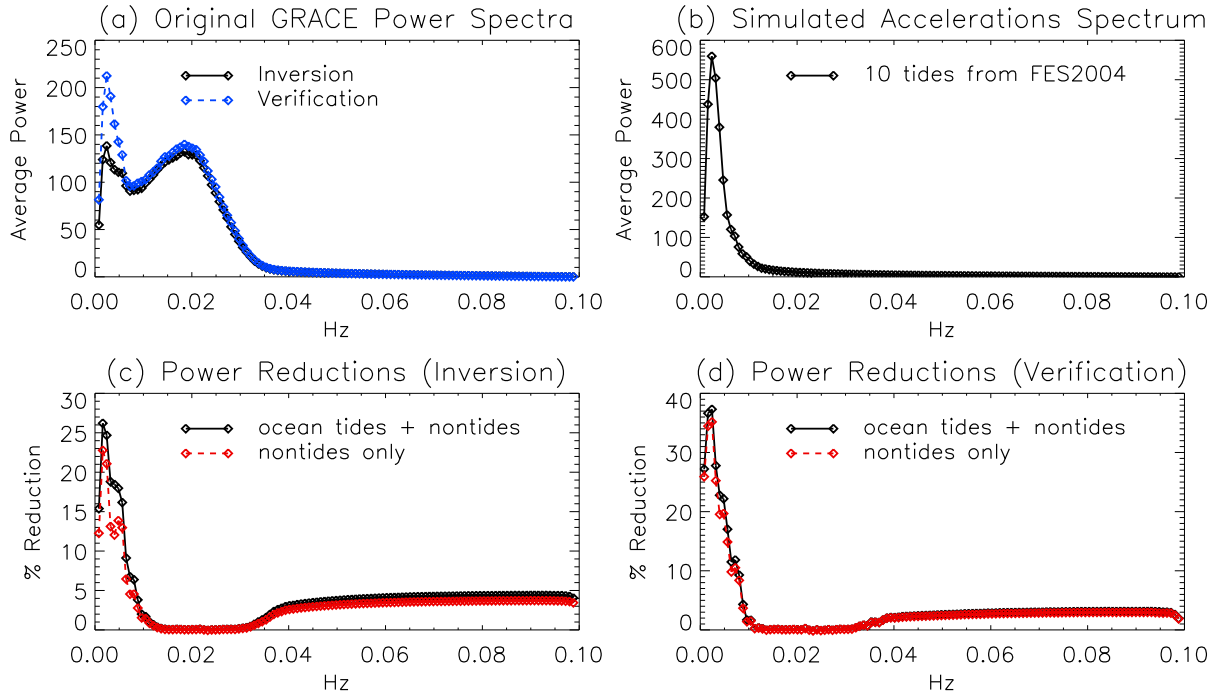 (a) Original GRACE Power Spectra
250
200
150
100
50
0
Average Power
Inversion
Verification
0.00 0.02 0.04 0.06 0.08 0.10
Hz
(b) Simulated Accelerations Spectrum
600
500
400
300
200
100
0
Average Power
10 tides from FES2004
0.00 0.02 0.04 0.06 0.08 0.10
Hz
(c) Power Reductions (Inversion)
30
25
20
15
10
5
0
% Reduction
ocean tides + nontides
nontides only
0.00 0.02 0.04 0.06 0.08 0.10
Hz
(d) Power Reductions (Verification)
40
30
20
10
0
% Reduction
ocean tides + nontides
nontides only
0.00 0.02 0.04 0.06 0.08 0.10
Hz